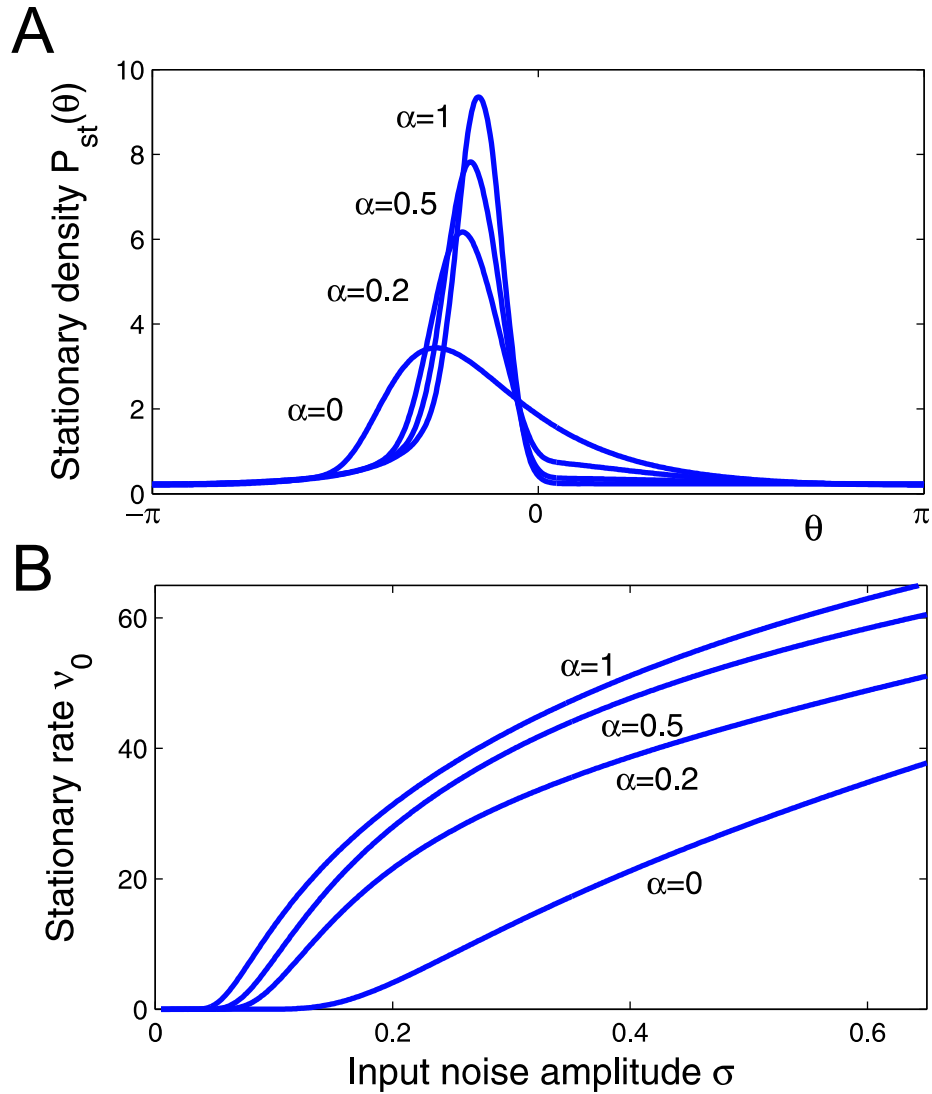 A
Stationary density P_st(θ)
10
8
6
4
2
0
α=1
α=0.5
α=0.2
α=0
−π
0
θ
π
B
Stationary rate ν_0
60
40
20
0
α=1
α=0.5
α=0.2
α=0
0
0.2
0.4
0.6
Input noise amplitude σ